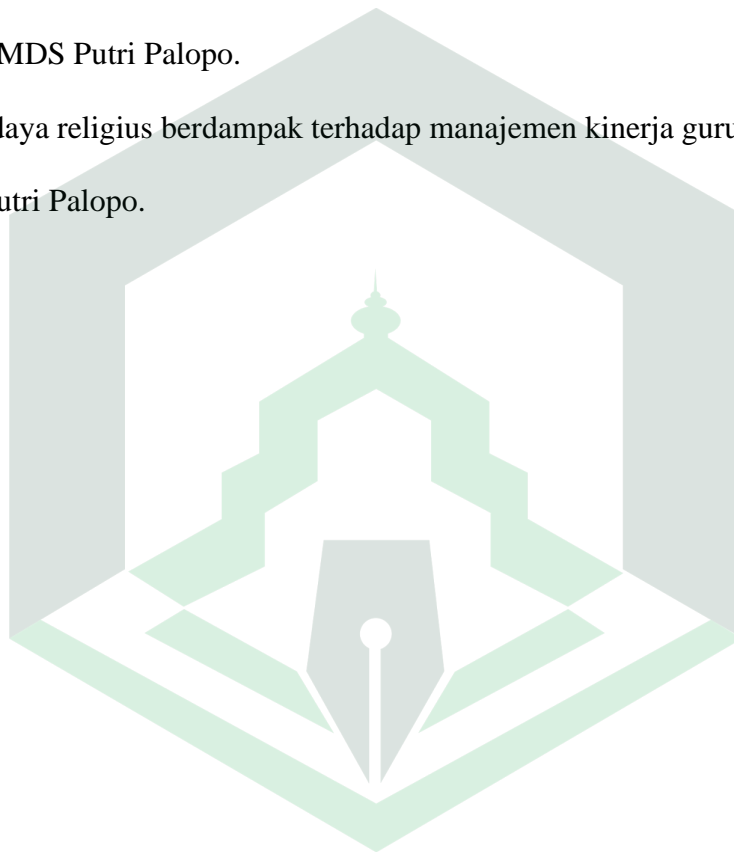 MDS Putri Palopo.
daya religius berdampak terhadap manajemen kinerja guru
utri Palopo.